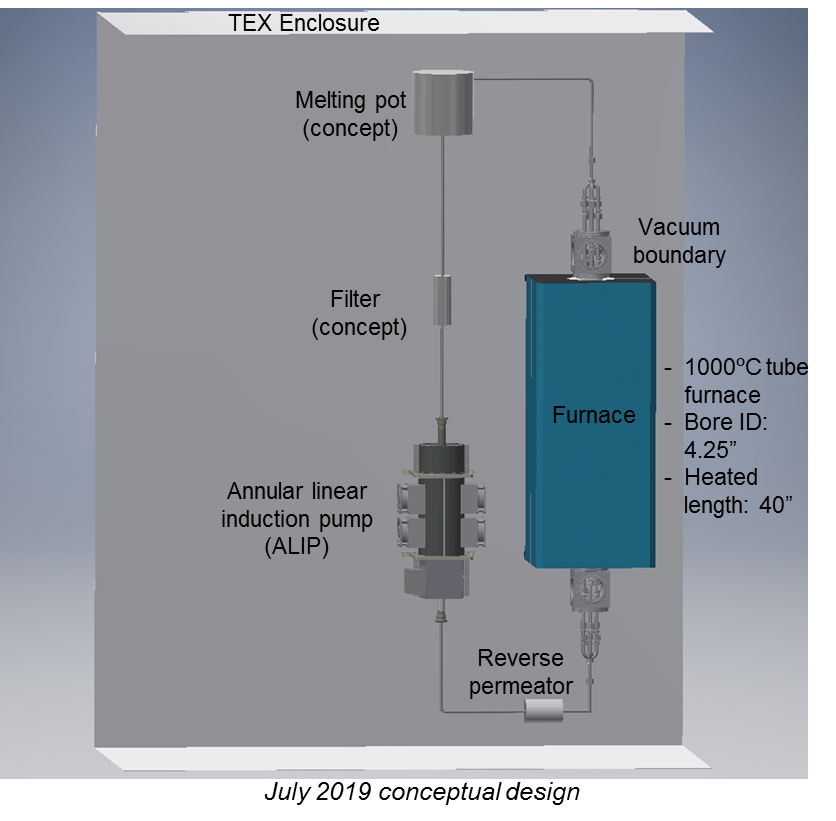 TEX Enclosure
Melting pot
(concept)
Vacuum
boundary
Filter
(concept)
- 1000ºC tube
furnace
- Bore ID:
4.25”
- Heated
length: 40”
Furnace
Annular linear
induction pump
(ALIP)
Reverse
permeator
July 2019 conceptual design